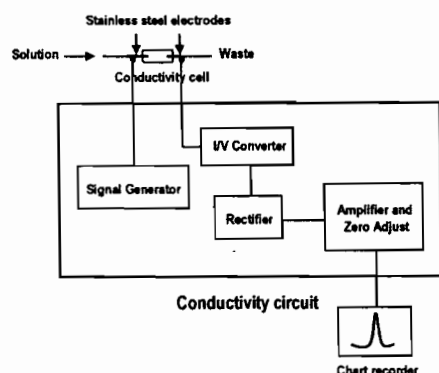 Stainless steel electrodes
Solution
Waste
Conductivity cell
I/V Converter
Signal Generator
Rectifier
Amplifier and
Zero Adjust
Conductivity circuit
Chart recorder